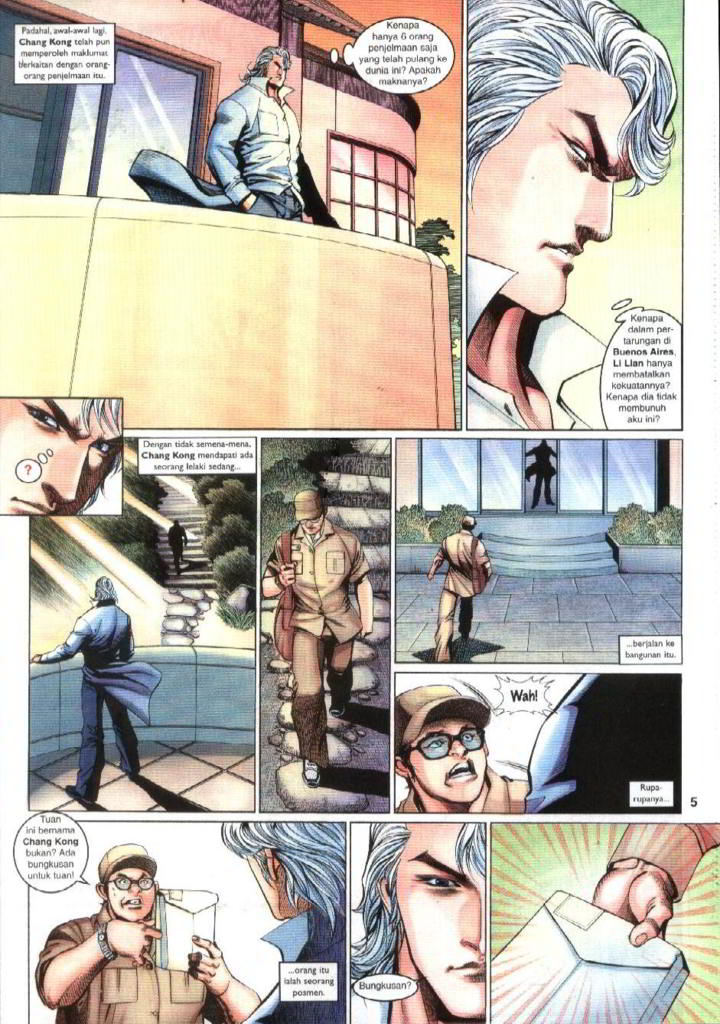 Padahal, awal-awal lagi,
Chang Kong telah pun
memperoleh maklumat
berkaitan dengan orang-
orang penjelmaan itu.
Kenapa
hanya 6 orang
penjelmaan saja
yang telah pulang ke
dunia ini? Apakah
maknanya?
Kenapa
dalam per-
tarungan di
Buenos Aires,
Li Lian hanya
membatalkan
kekuatannya?
Kenapa dia tidak
membunuh
aku ini?
?
Dengan tidak semena-mena,
Chang Kong mendapati ada
seorang lelaki sedang...
...berjalan ke
bangunan itu.
Wah!
Rupa-
rupanya...
5
Tuan
ini bernama
Chang Kong
bukan? Ada
bungkusan
untuk tuan!
...orang itu
ialah seorang
posmen.
Bungkusan?